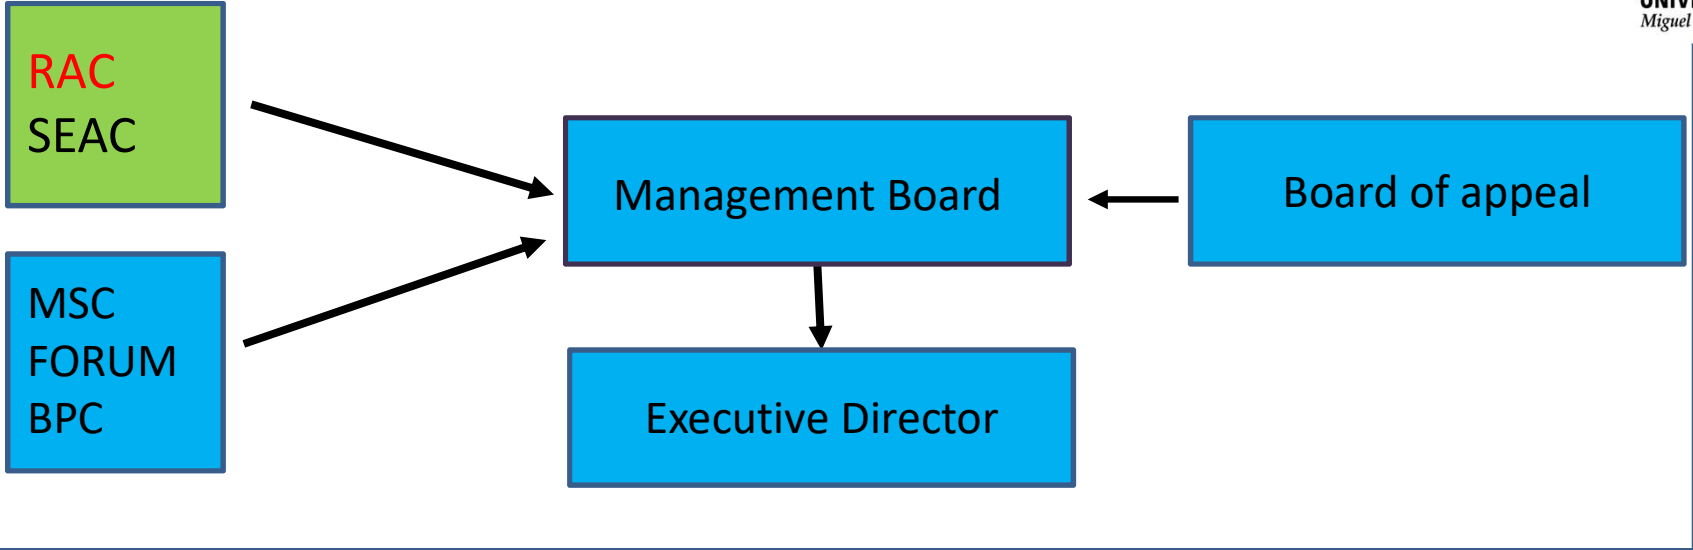 Miguel
RAC
SEAC
Management Board
Board of appeal
MSC
FORUM
BPC
Executive Director